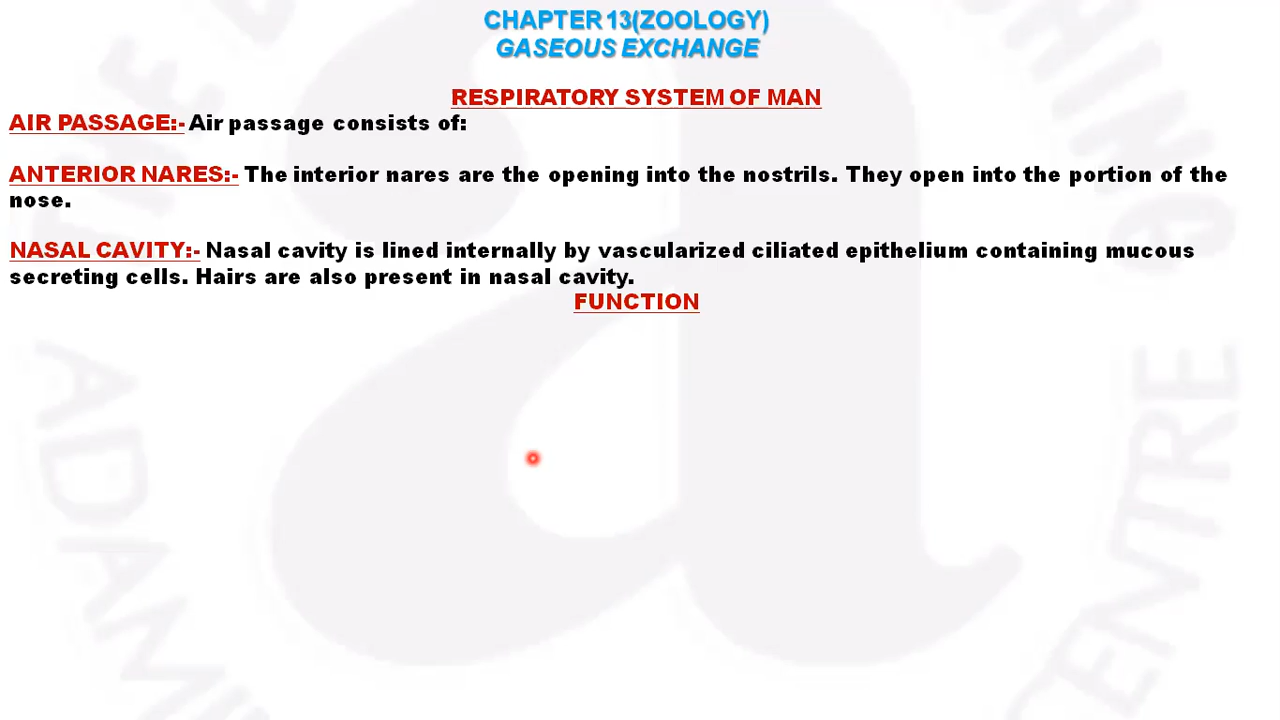 CHAPTER 13(ZOOLOGY)
GASEOUS EXCHANGE
RESPIRATORY SYSTEM OF MAN
AIR PASSAGE:- Air passage consists of:
ANTERIOR NARES:- The interior nares are the opening into the nostrils. They open into the portion of the
nose.
NASAL CAVITY:- Nasal cavity is lined internally by vascularized ciliated epithelium containing mucous
secreting cells. Hairs are also present in nasal cavity.
FUNCTION